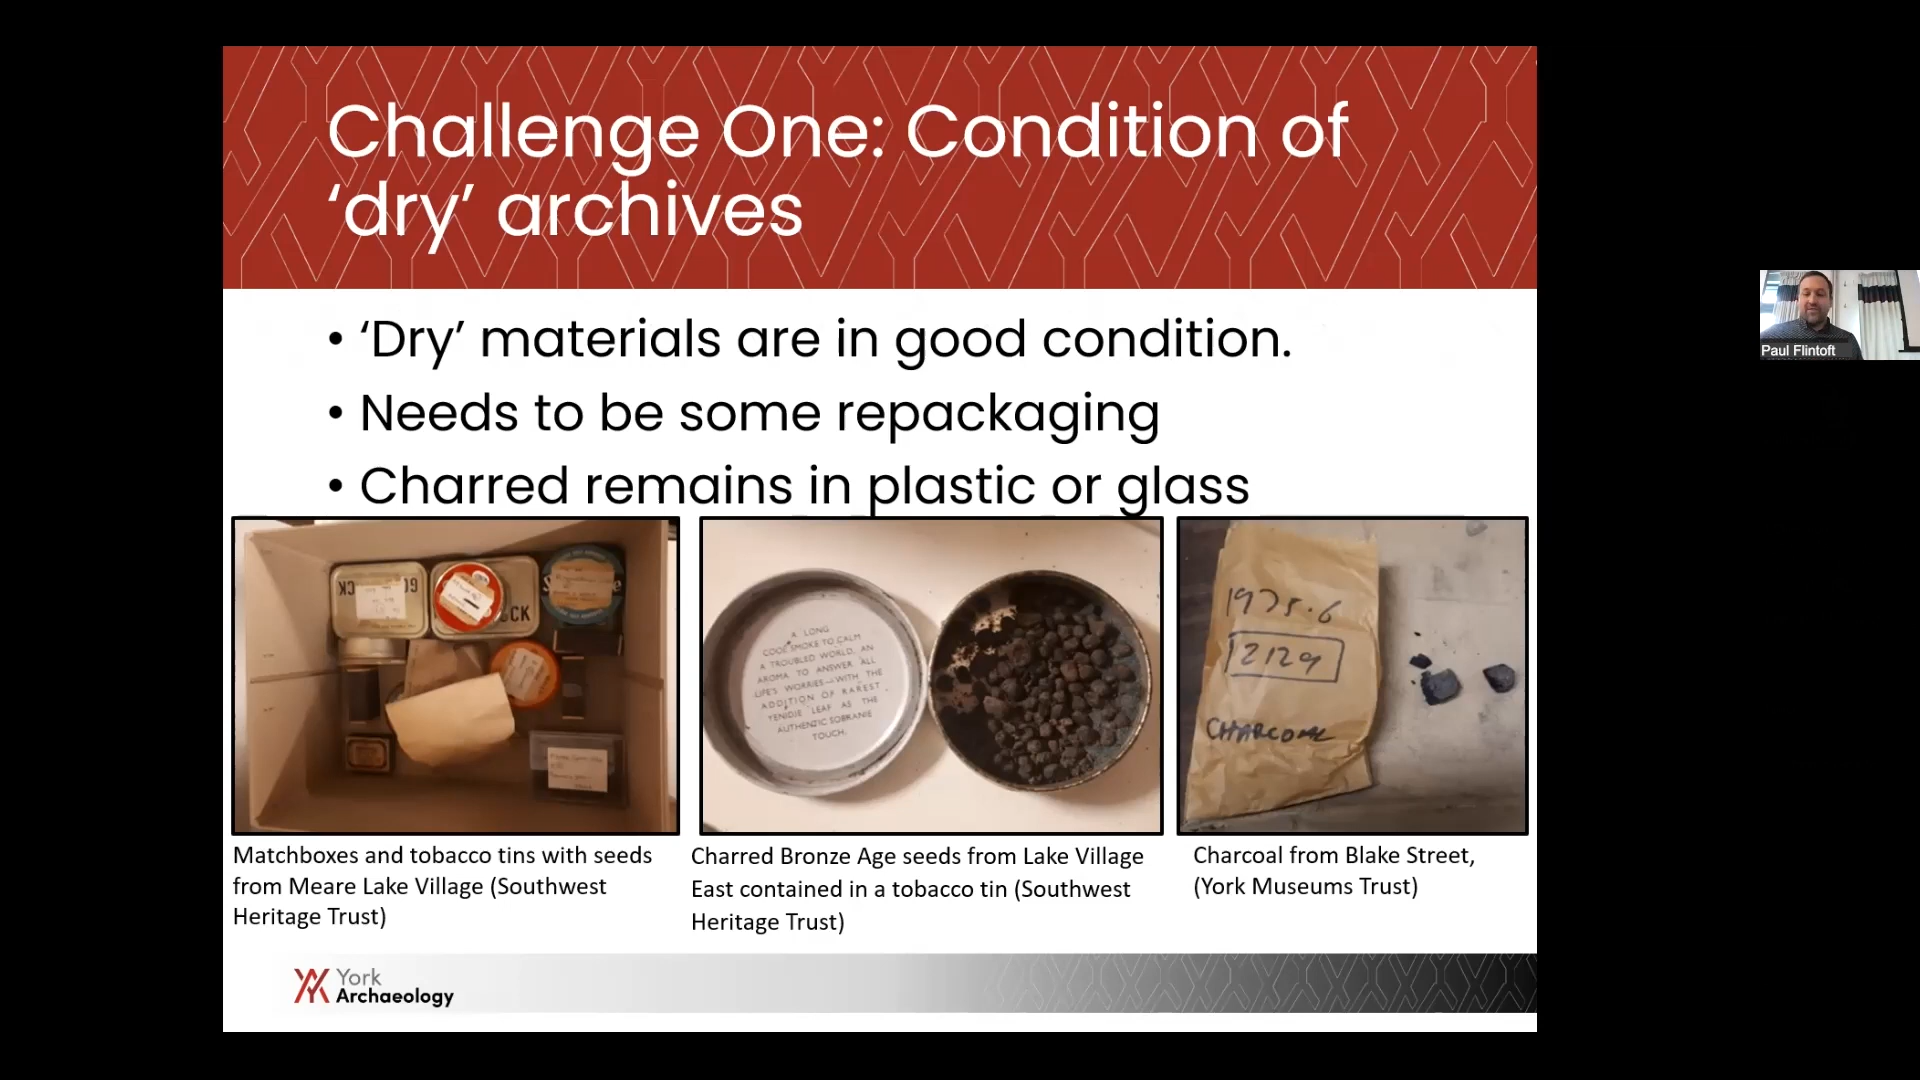 Challenge One: Condition of
‘dry’ archives
• ‘Dry’ materials are in good condition.
• Needs to be some repackaging
• Charred remains in plastic or glass
A LONG
COOL SMOKE TO CALM
A TROUBLED WORLD, AN
AROMA TO ANSWER ALL
LIFE'S WORRIES—WITH THE
ADDITION OF RAREST
YENIDJE LEAF AS THE
AUTHENTIC SOBRANIE
TOUCH.
1975.6
12129
CHARCOAL
Matchboxes and tobacco tins with seeds
from Meare Lake Village (Southwest
Heritage Trust)
Charred Bronze Age seeds from Lake Village
East contained in a tobacco tin (Southwest
Heritage Trust)
Charcoal from Blake Street,
(York Museums Trust)
York
Archaeology
Paul Flintoft